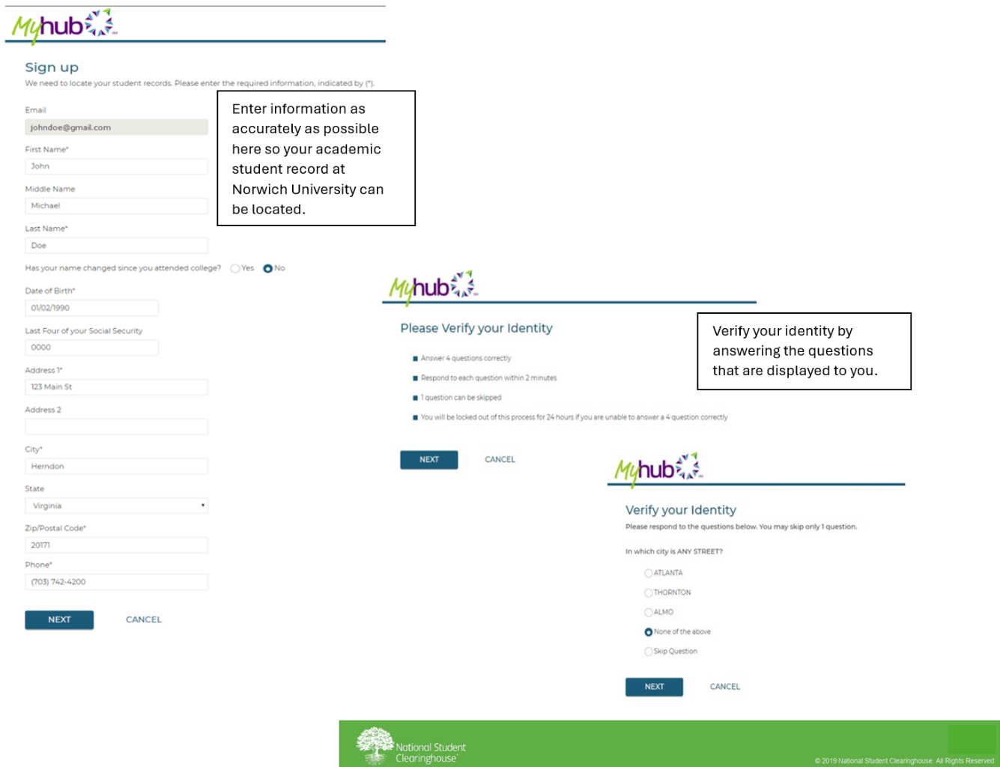 Myhub
Sign up
We need to locate your student records. Please enter the required information, indicated by (*).
Email
johndoe@gmail.com
First Name*
John
Middle Name
Michael
Last Name*
Doe
Has your name changed since you attended college? Yes No
Date of Birth*
01/02/1990
Last Four of your Social Security
0000
Address 1*
123 Main St
Address 2
City*
Herndon
State
Virginia
Zip/Postal Code*
20171
Phone*
(703) 742-4200
NEXT CANCEL
Enter information as
accurately as possible
here so your academic
student record at
Norwich University can
be located.
Myhub
Please Verify your Identity
Answer 4 questions correctly
Respond to each question within 2 minutes
1 question can be skipped
You will be locked out of this process for 24 hours if you are unable to answer a 4 question correctly
NEXT CANCEL
Verify your identity by
answering the questions
that are displayed to you.
Myhub
Verify your Identity
Please respond to the questions below. You may skip only 1 question.
In which city is ANY STREET?
ATLANTA
THORNTON
ALMO
None of the above
Skip Question
NEXT CANCEL
National Student
Clearinghouse
© 2019 National Student Clearinghouse. All Rights Reserved.